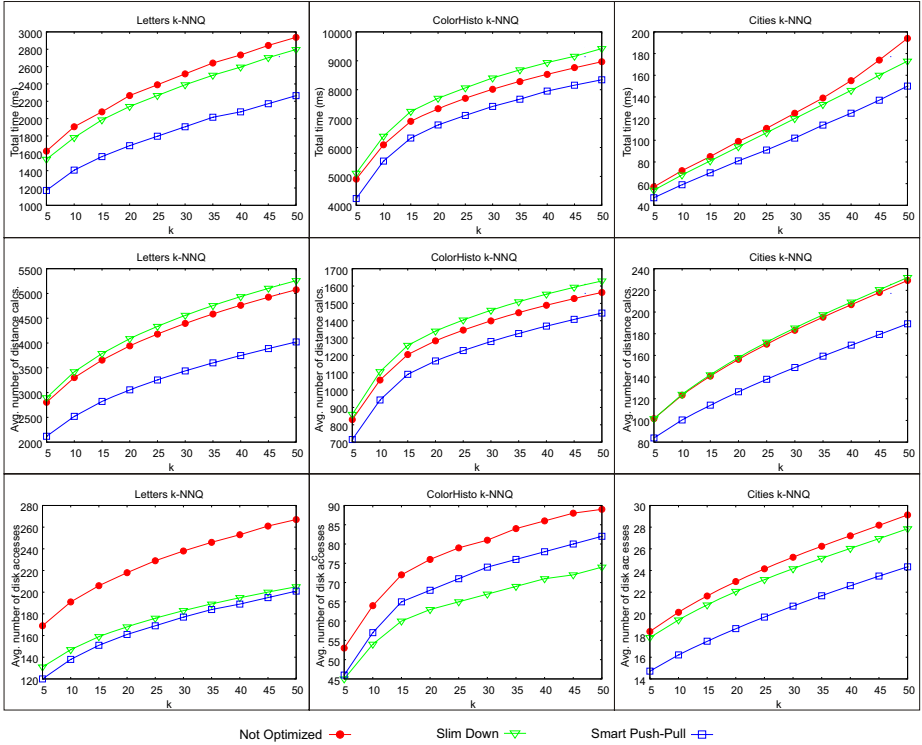 Letters k-NNQ
Total time (ms)
3000
2800
2600
2400
2200
2000
1800
1600
1400
1200
1000
5 10 15 20 25 30 35 40 45 50
k
ColorHisto k-NNQ
Total time (ms)
10000
9000
8000
7000
6000
5000
4000
5 10 15 20 25 30 35 40 45 50
k
Cities k-NNQ
Total time (ms)
200
180
160
140
120
100
80
60
40
5 10 15 20 25 30 35 40 45 50
k
Letters k-NNQ
Avg. number of distance calcs.
5500
5000
4500
4000
3500
3000
2500
2000
5 10 15 20 25 30 35 40 45 50
k
ColorHisto k-NNQ
Avg. number of distance calcs.
1700
1600
1500
1400
1300
1200
1100
1000
900
800
700
5 10 15 20 25 30 35 40 45 50
k
Cities k-NNQ
Avg. number of distance calcs.
240
220
200
180
160
140
120
100
80
5 10 15 20 25 30 35 40 45 50
k
Letters k-NNQ
Avg. number of disk accesses
280
260
240
220
200
180
160
140
120
5 10 15 20 25 30 35 40 45 50
k
ColorHisto k-NNQ
Avg. number of disk accesses
c
90
85
80
75
70
65
60
55
50
45
5 10 15 20 25 30 35 40 45 50
k
Cities k-NNQ
Avg. number of disk accesses
30
28
26
24
22
20
18
16
14
5 10 15 20 25 30 35 40 45 50
k
Not Optimized Slim Down Smart Push-Pull